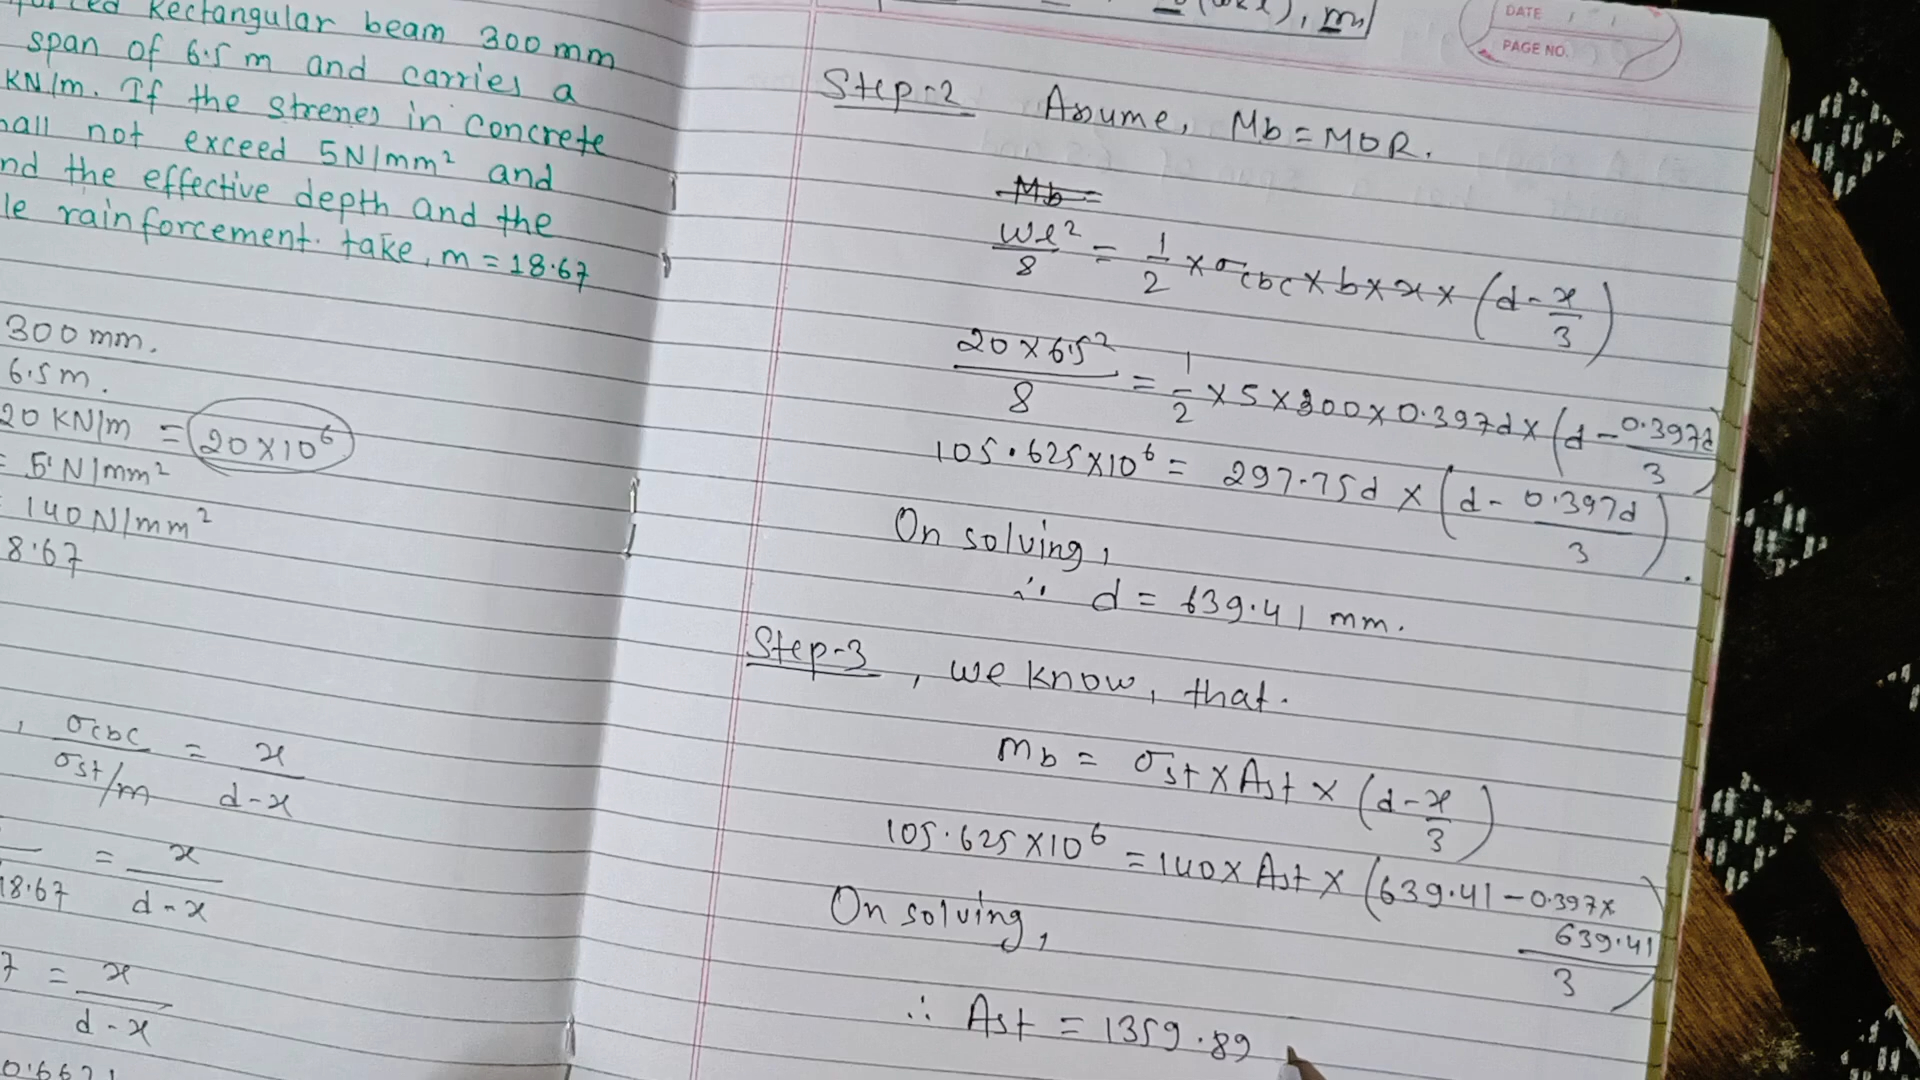 Rectangular beam 300 mm
span of 6.5 m and carries a
KN/m. If the strenes in concrete
not exceed 5N/mm² and
the effective depth and the
rainforcement. take, m = 18.67
300 mm.
6.5 m.
20 KN/m = 20×10⁶
= 5 N/mm²
140 N/mm²
8.67
, σcbc / σst/m = x / d-x
18.67 = x / d-x
7 = x / d-x
0.6671
DATE
PAGE NO.
Step-2 Assume, Mb = MOR.
Mb =
wl²/8 = 1/2 × σcbc × b × x × (d - x/3)
20 × 6.5²/8 = 1/2 × 5 × 300 × 0.397d × (d - 0.397d/3)
105.625×10⁶ = 297.75d × (d - 0.397d/3).
On solving,
∴ d = 639.41 mm.
Step-3, we know, that.
Mb = σst × Ast × (d - x/3)
105.625×10⁶ = 140 × Ast × (639.41 - 0.397× 639.41/3)
On solving,
∴ Ast = 1359.89